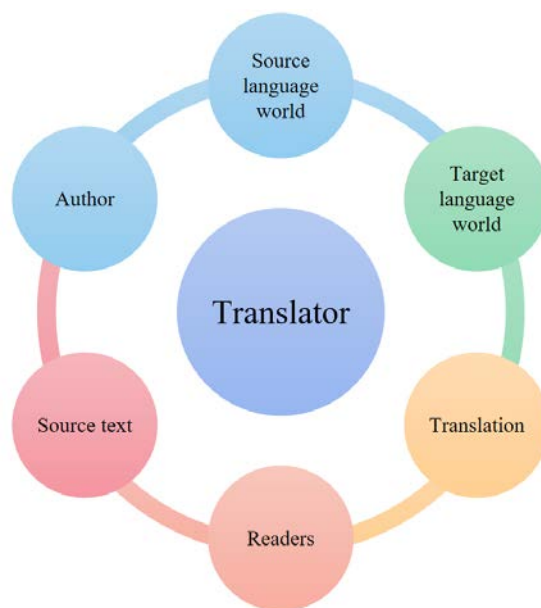 Source
language
world
Target
language
world
Author
Translator
Source text
Translation
Readers